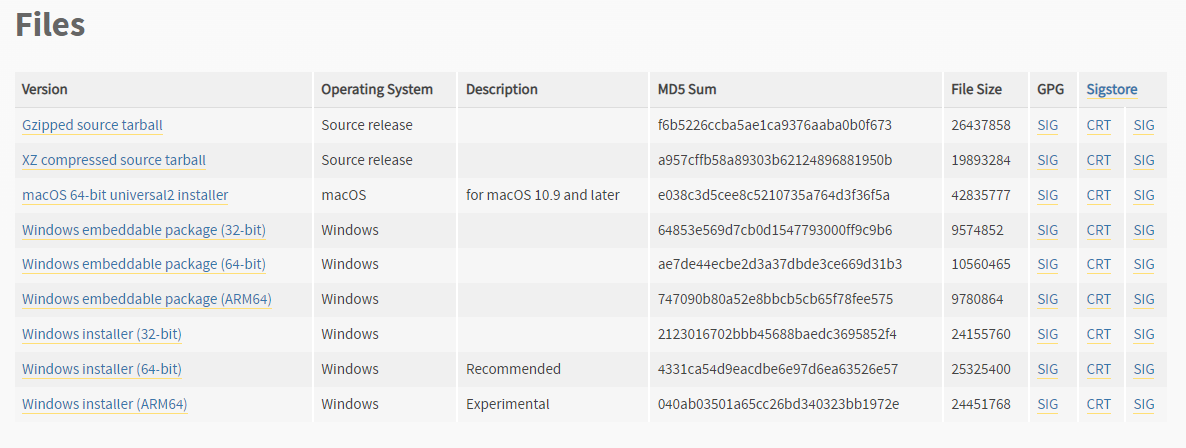 Files
Version Operating System Description MD5 Sum File Size GPG Sigstore
Gzipped source tarball Source release f6b5226ccba5ae1ca9376aaba0b0f673 26437858 SIG CRT SIG
XZ compressed source tarball Source release a957cffb58a89303b62124896881950b 19893284 SIG CRT SIG
macOS 64-bit universal2 installer macOS for macOS 10.9 and later e038c3d5cee8c5210735a764d3f36f5a 42835777 SIG CRT SIG
Windows embeddable package (32-bit) Windows 64853e569d7cb0d1547793000ff9c9b6 9574852 SIG CRT SIG
Windows embeddable package (64-bit) Windows ae7de44ecbe2d3a37dbde3ce669d31b3 10560465 SIG CRT SIG
Windows embeddable package (ARM64) Windows 747090b80a52e8bbcb5cb65f78fee575 9780864 SIG CRT SIG
Windows installer (32-bit) Windows 2123016702bbb45688baedc3695852f4 24155760 SIG CRT SIG
Windows installer (64-bit) Windows Recommended 4331ca54d9eacdbe6e97d6ea63526e57 25325400 SIG CRT SIG
Windows installer (ARM64) Windows Experimental 040ab03501a65cc26bd340323bb1972e 24451768 SIG CRT SIG